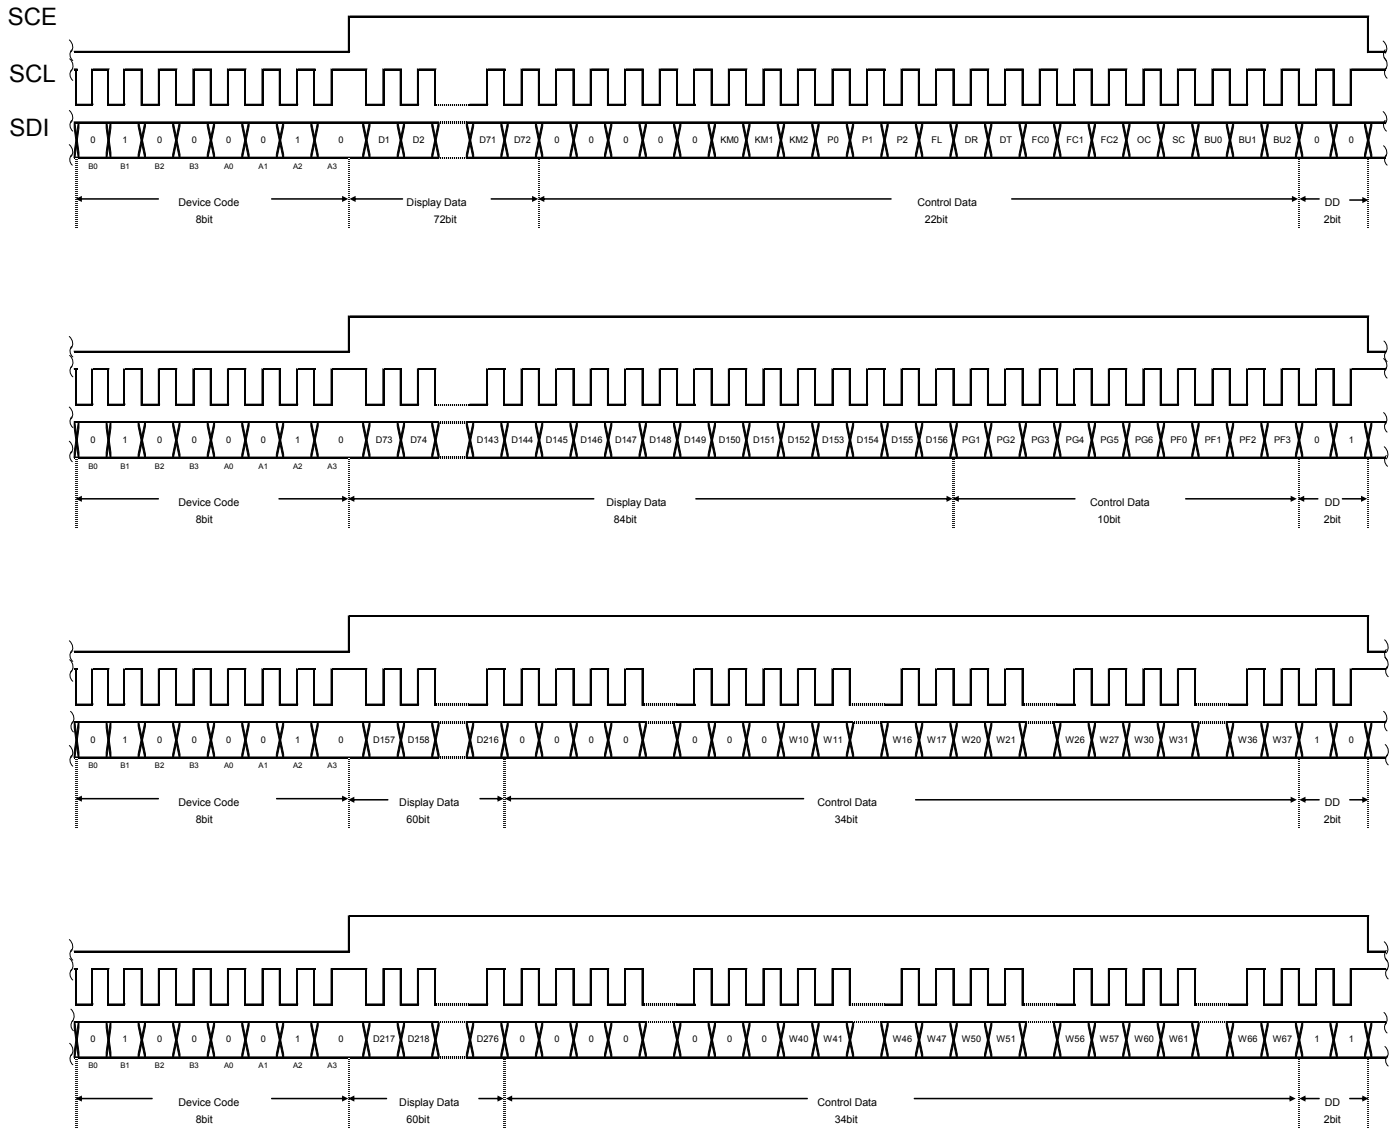 SCE
SCL
SDI
0 1 0 0 0 0 1 0 D1 D2 D71 D72 0 0 0 0 0 KM0 KM1 KM2 P0 P1 P2 FL DR DT FC0 FC1 FC2 OC SC BU0 BU1 BU2 0 0
B0 B1 B2 B3 A0 A1 A2 A3
Device Code Display Data Control Data DD
8bit 72bit 22bit 2bit
0 1 0 0 0 0 1 0 D73 D74 D143 D144 D145 D146 D147 D148 D149 D150 D151 D152 D153 D154 D155 D156 PG1 PG2 PG3 PG4 PG5 PG6 PF0 PF1 PF2 PF3 0 1
B0 B1 B2 B3 A0 A1 A2 A3
Device Code Display Data Control Data DD
8bit 84bit 10bit 2bit
0 1 0 0 0 0 1 0 D157 D158 D216 0 0 0 0 0 0 0 W10 W11 W16 W17 W20 W21 W26 W27 W30 W31 W36 W37 1 0
B0 B1 B2 B3 A0 A1 A2 A3
Device Code Display Data Control Data DD
8bit 60bit 34bit 2bit
0 1 0 0 0 0 1 0 D217 D218 D276 0 0 0 0 0 0 0 W40 W41 W46 W47 W50 W51 W56 W57 W60 W61 W66 W67 1 1
B0 B1 B2 B3 A0 A1 A2 A3
Device Code Display Data Control Data DD
8bit 60bit 34bit 2bit